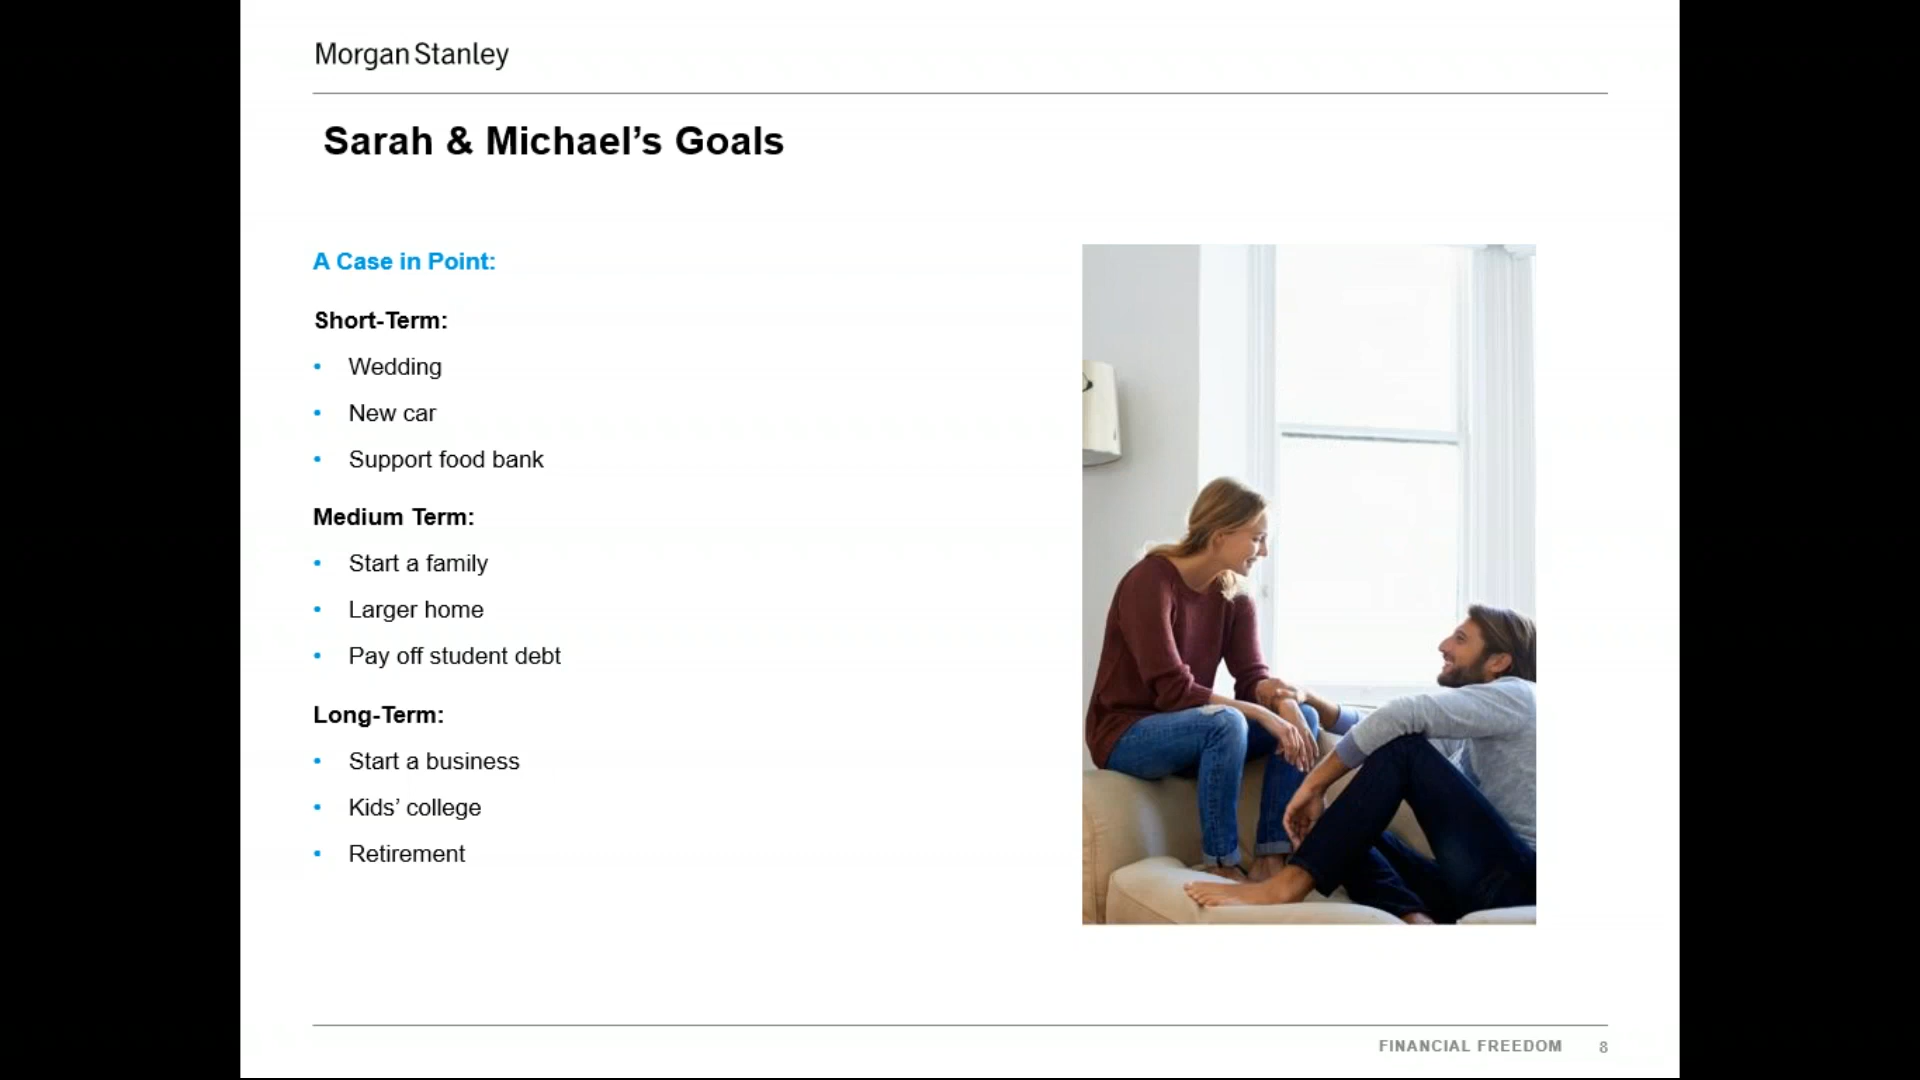 Morgan Stanley
Sarah & Michael’s Goals
A Case in Point:
Short-Term:
• Wedding
• New car
• Support food bank
Medium Term:
• Start a family
• Larger home
• Pay off student debt
Long-Term:
• Start a business
• Kids’ college
• Retirement
FINANCIAL FREEDOM 8